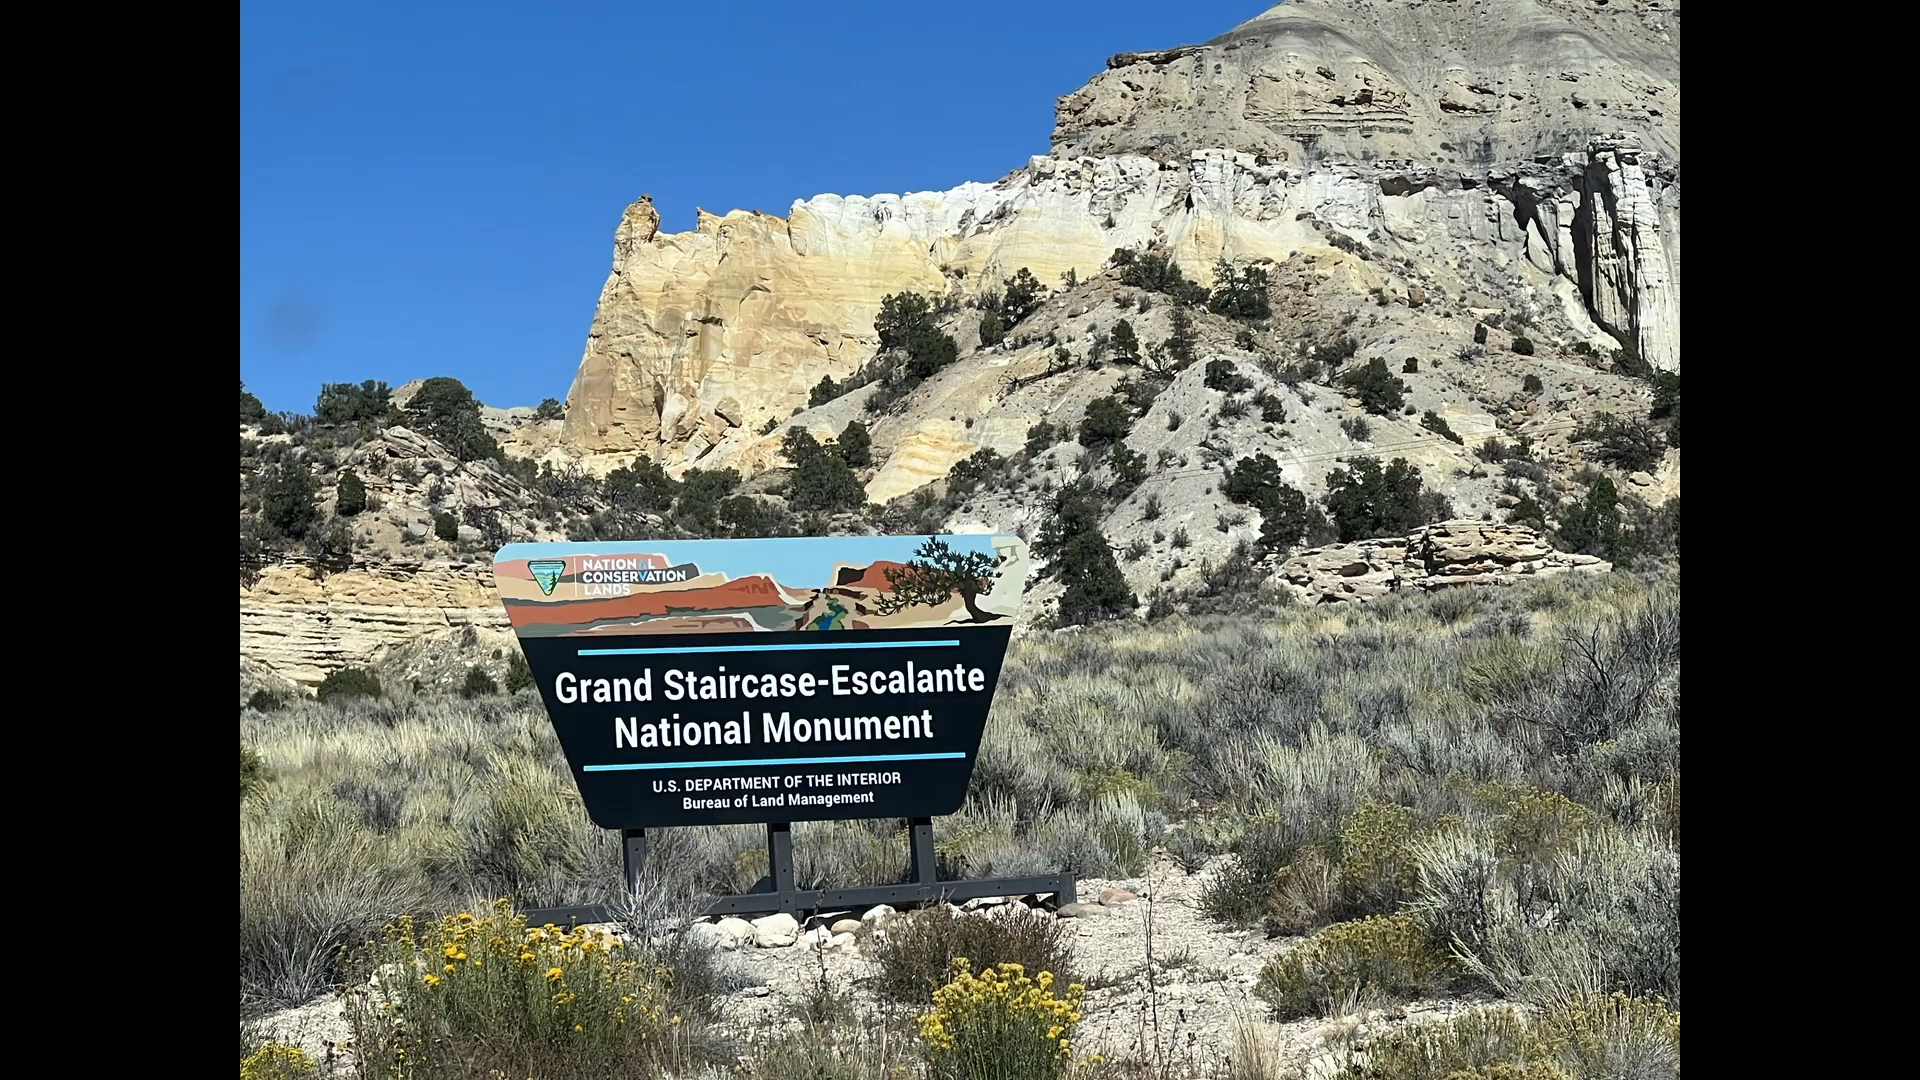 NATIONAL
CONSERVATION
LANDS
Grand Staircase-Escalante
National Monument
U.S. DEPARTMENT OF THE INTERIOR
Bureau of Land Management